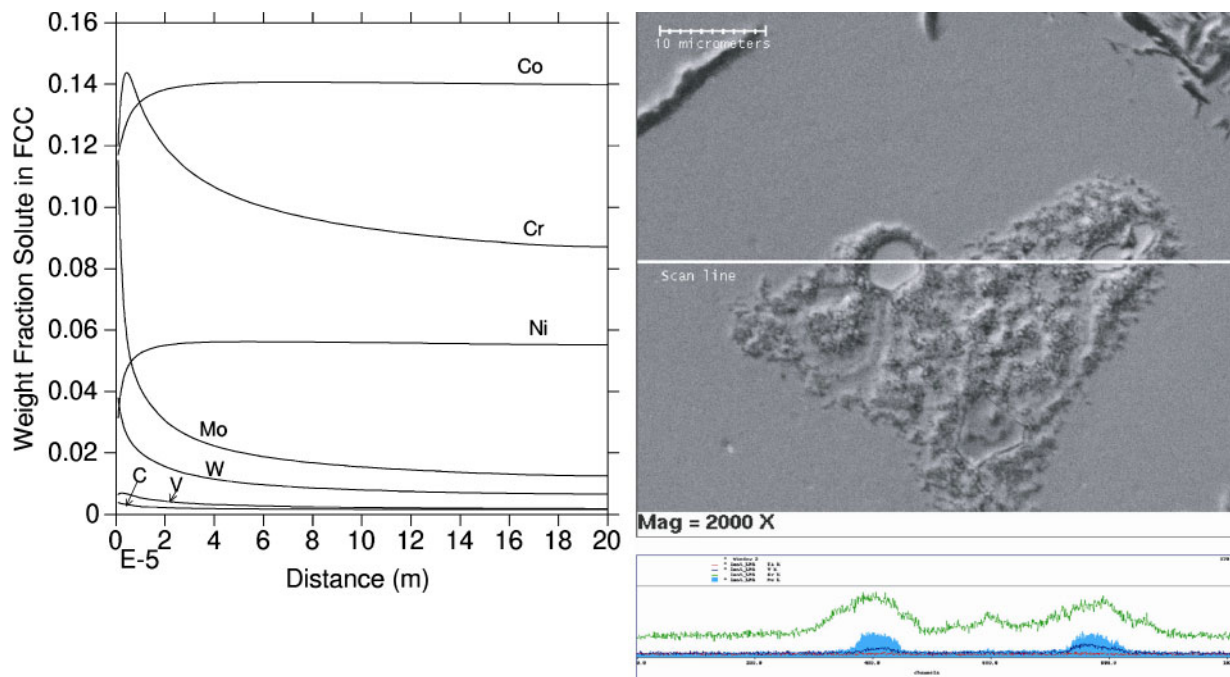 0.16
0.14
0.12
0.10
0.08
0.06
0.04
0.02
0
Weight Fraction Solute in FCC
Co
Cr
Ni
Mo
W
C
V
0 2 4 6 8 10 12 14 16 18 20
E-5
Distance (m)
10 micrometers
Scan line
Mag = 2000 X